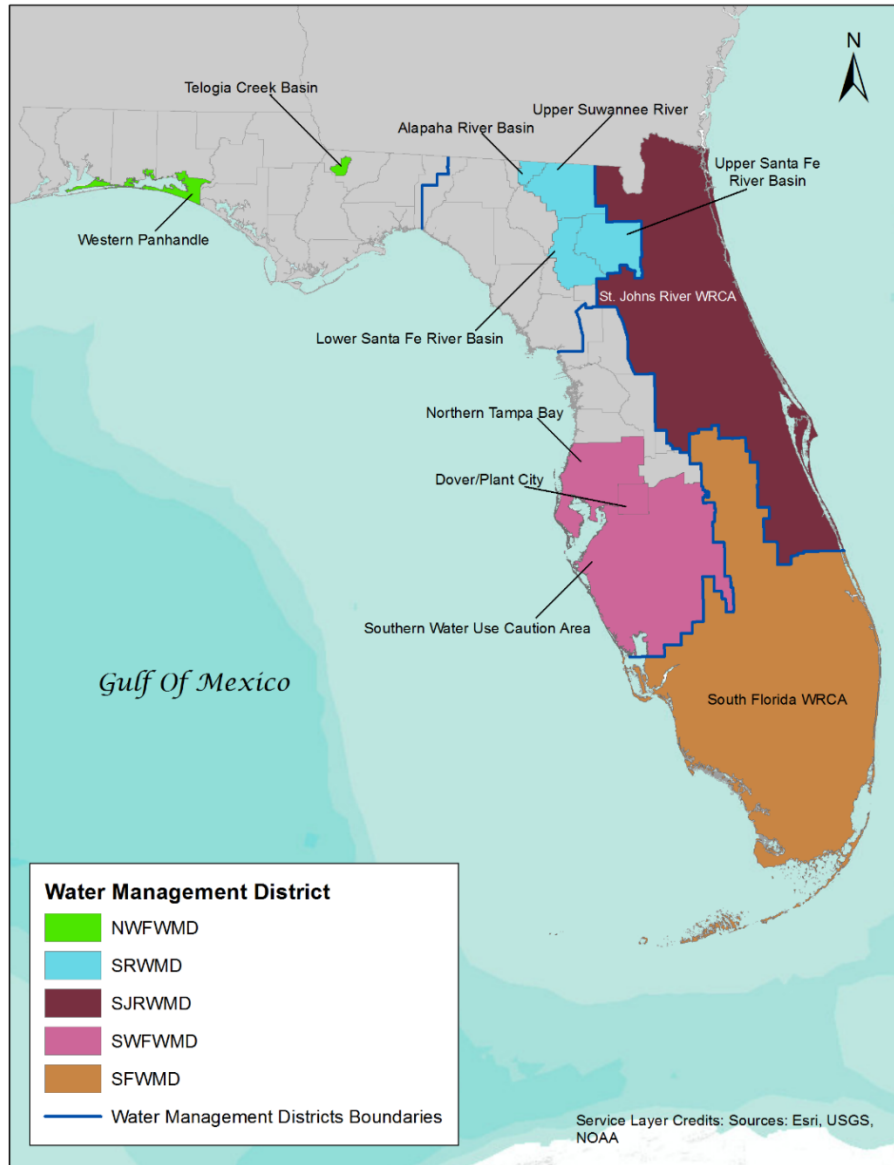 N
Telogia Creek Basin
Upper Suwannee River
Alapaha River Basin
Upper Santa Fe
River Basin
Western Panhandle
St. Johns River WRCA
Lower Santa Fe River Basin
Northern Tampa Bay
Dover/Plant City
Southern Water Use Caution Area
Gulf Of Mexico
South Florida WRCA
Water Management District
NWFWMD
SRWMD
SJRWMD
SWFWMD
SFWMD
Water Management Districts Boundaries
Service Layer Credits: Sources: Esri, USGS,
NOAA